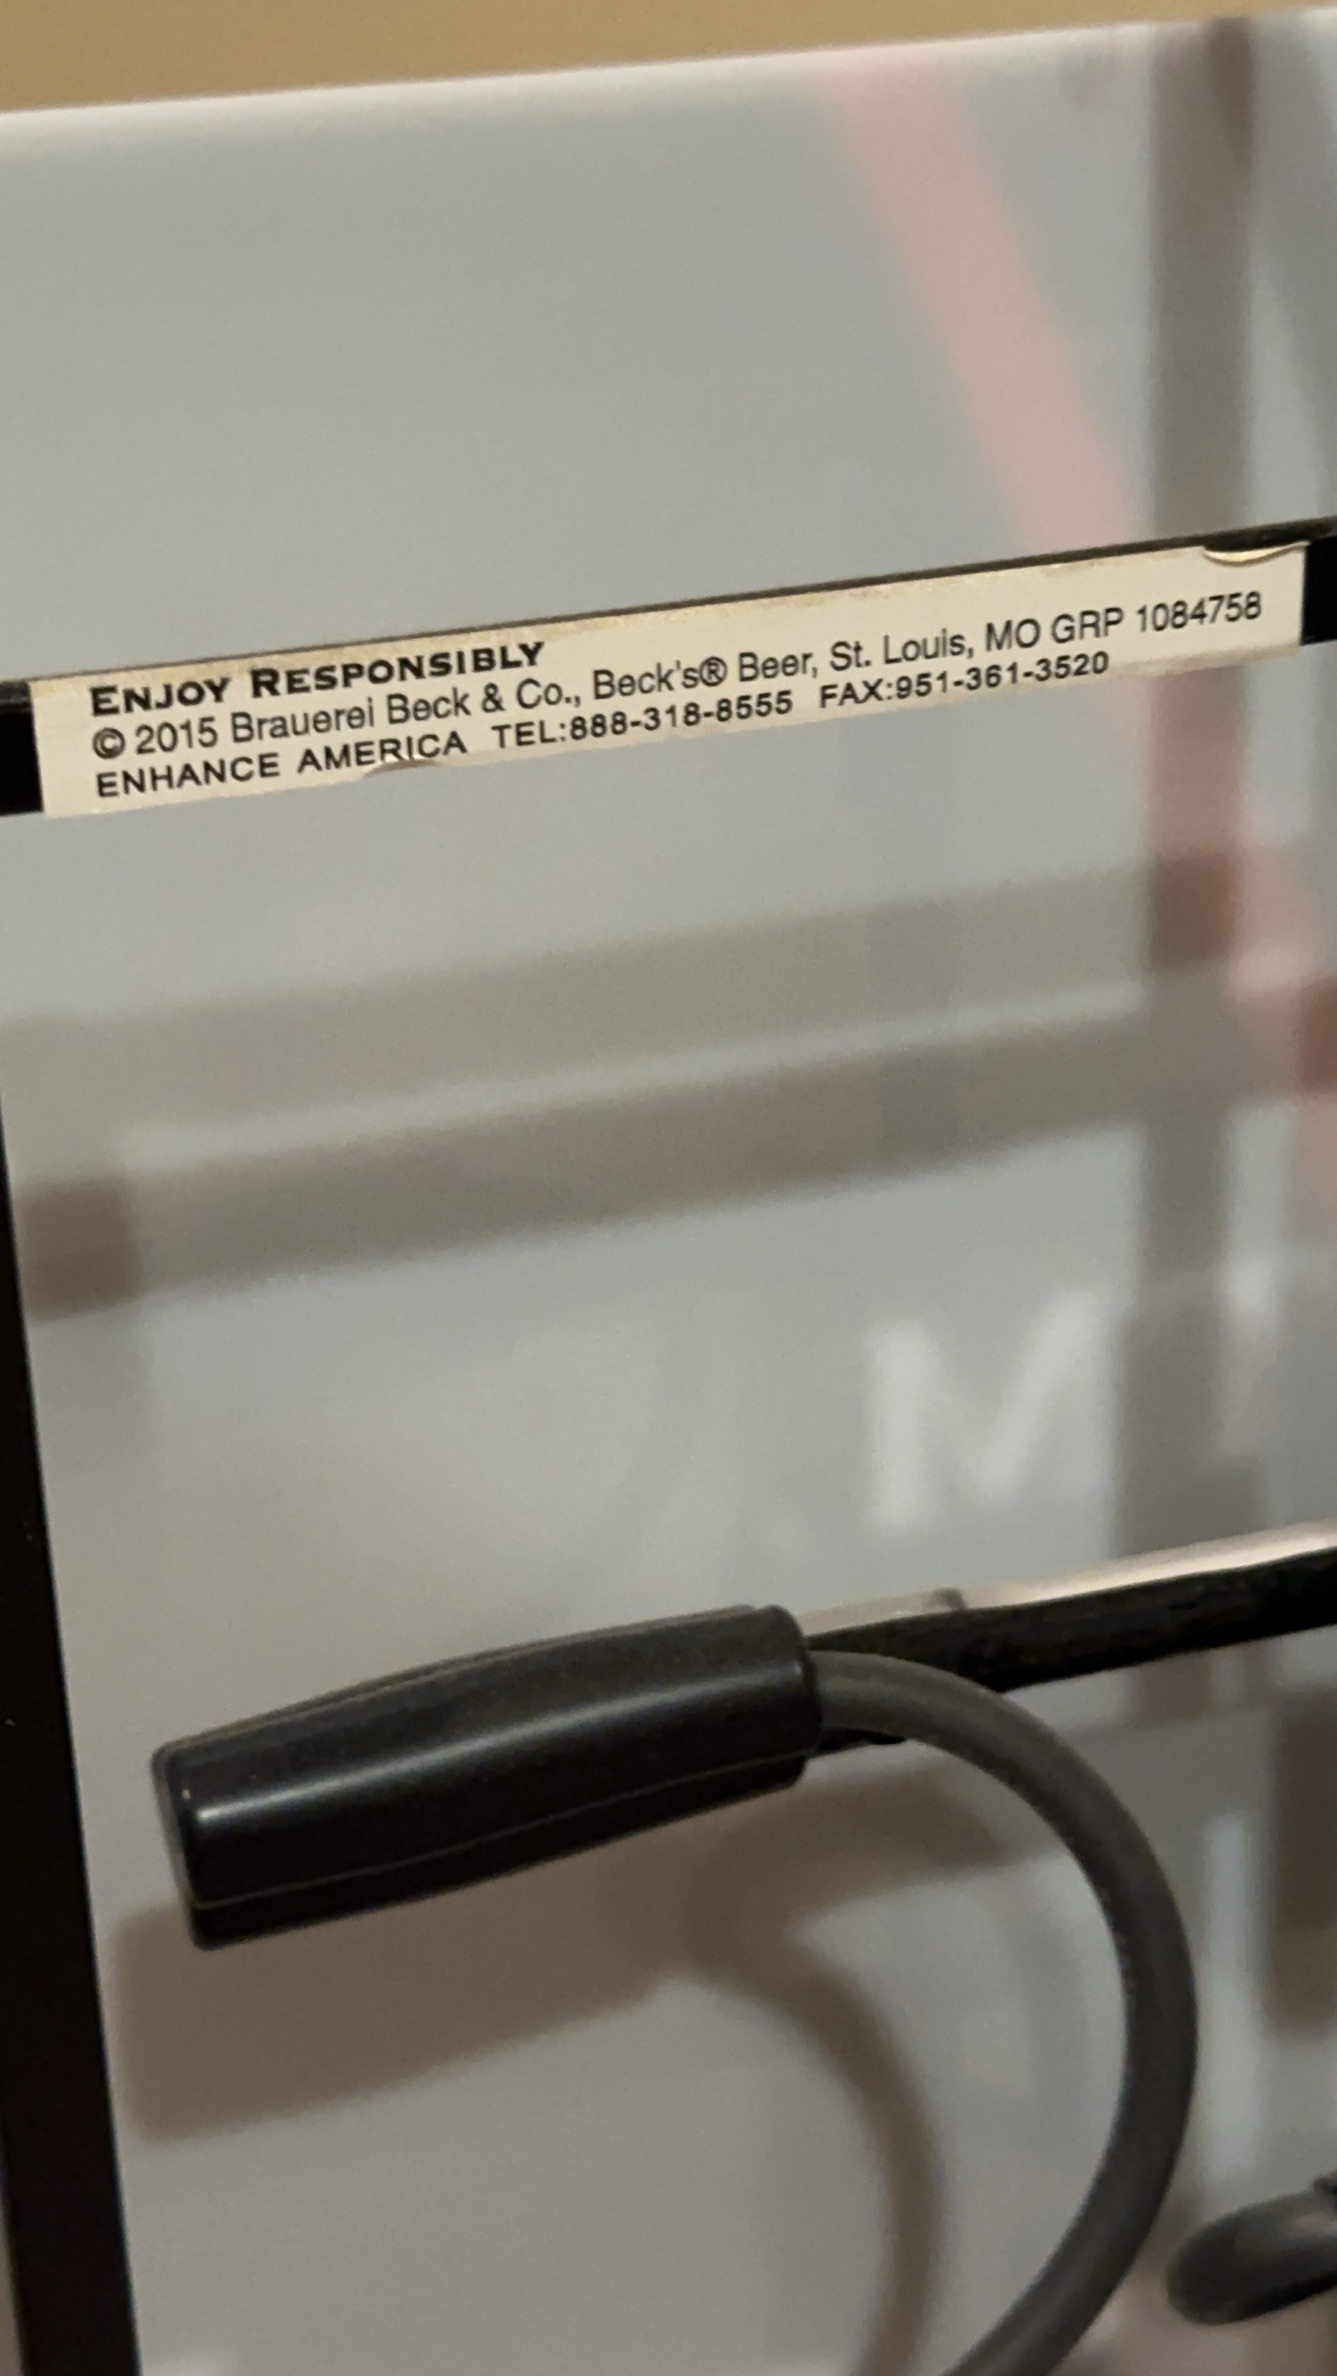 ENJOY RESPONSIBLY
© 2015 Brauerei Beck & Co., Beck's® Beer, St. Louis, MO GRP 1084758
ENHANCE AMERICA TEL:888-318-8555 FAX:951-361-3520